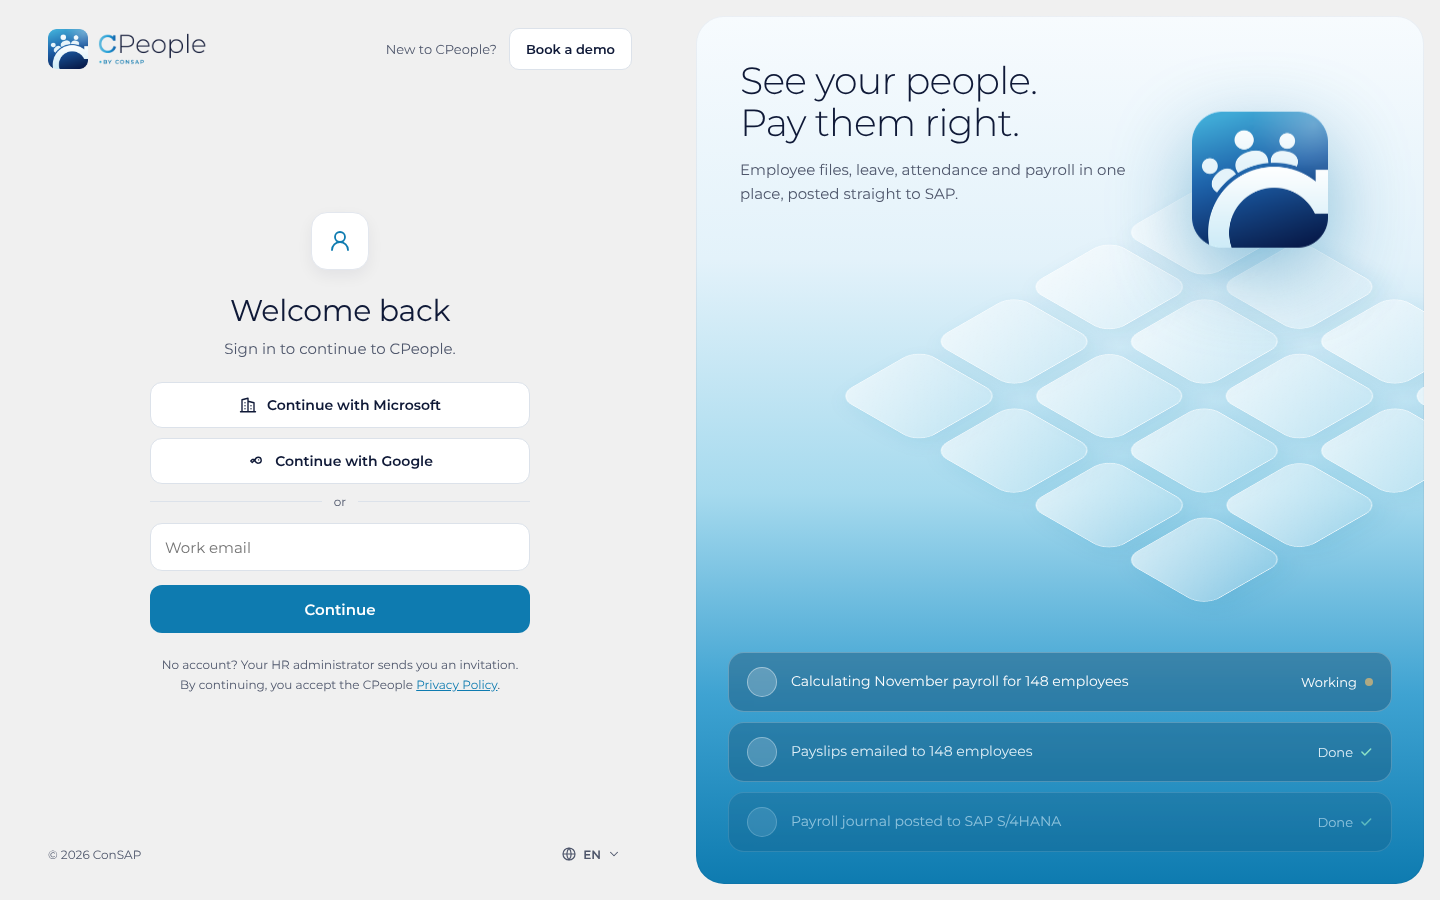 CPeople
BY CONSAP
New to CPeople?
Book a demo
Welcome back
Sign in to continue to CPeople.
Continue with Microsoft
Continue with Google
or
Work email
Continue
No account? Your HR administrator sends you an invitation.
By continuing, you accept the CPeople Privacy Policy.
© 2026 ConSAP
EN
See your people.
Pay them right.
Employee files, leave, attendance and payroll in one
place, posted straight to SAP.
Calculating November payroll for 148 employees
Working
Payslips emailed to 148 employees
Done
Payroll journal posted to SAP S/4HANA
Done